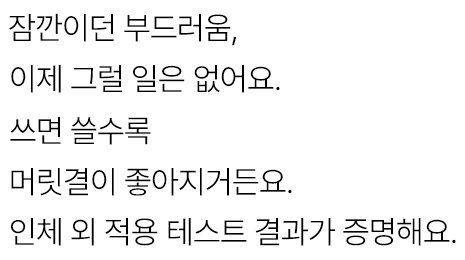 잠깐이던 부드러움,
이제 그럴 일은 없어요.
쓰면 쓸수록
머릿결이 좋아지거든요.
인체 외 적용 테스트 결과가 증명해요.